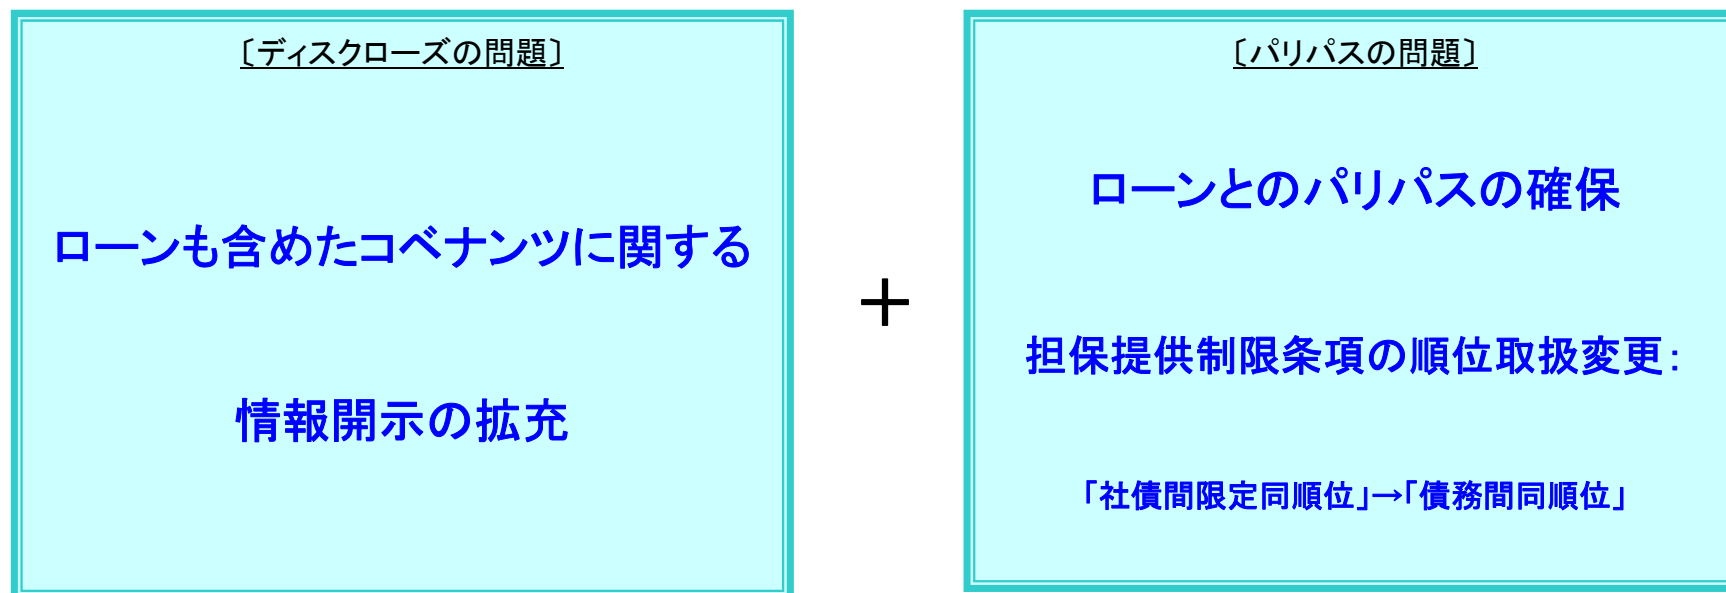 〔ディスクローズの問題〕
ローンも含めたコベナンツに関する
情報開示の拡充
＋
〔パリパスの問題〕
ローンとのパリパスの確保
担保提供制限条項の順位取扱変更：
「社債間限定同順位」→「債務間同順位」